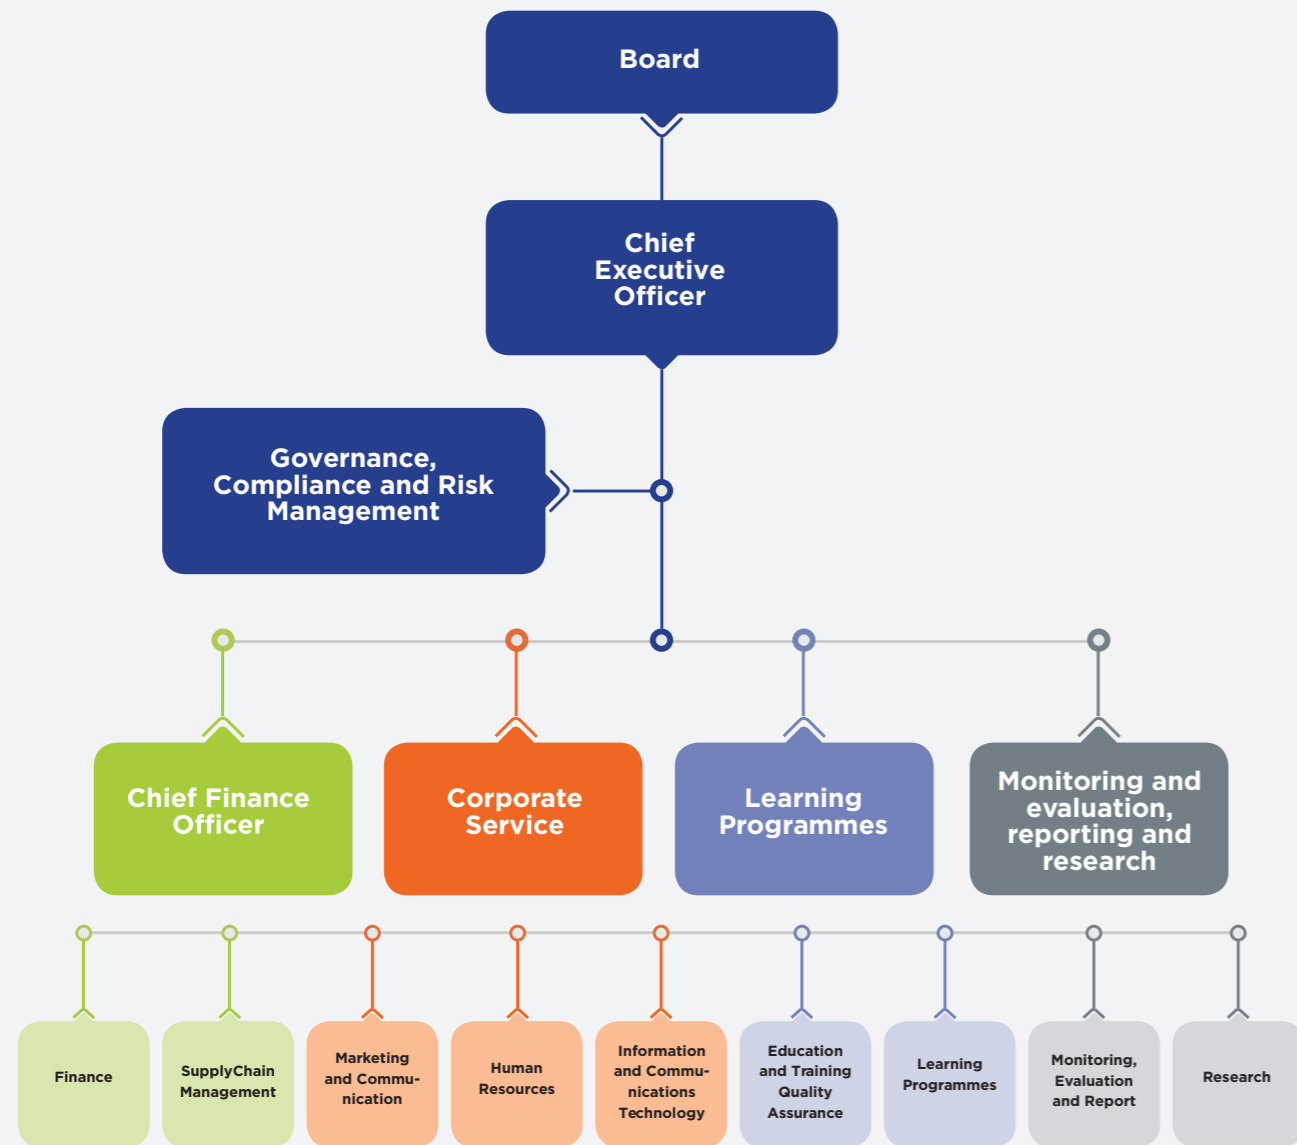 Board
Chief
Executive
Officer
Governance,
Compliance and Risk
Management
Chief Finance
Officer
Corporate
Service
Learning
Programmes
Monitoring and
evaluation,
reporting and
research
Finance
SupplyChain
Management
Marketing
and Commu-
nication
Human
Resources
Information
and Commu-
nications
Technology
Education
and Training
Quality
Assurance
Learning
Programmes
Monitoring,
Evaluation
and Report
Research